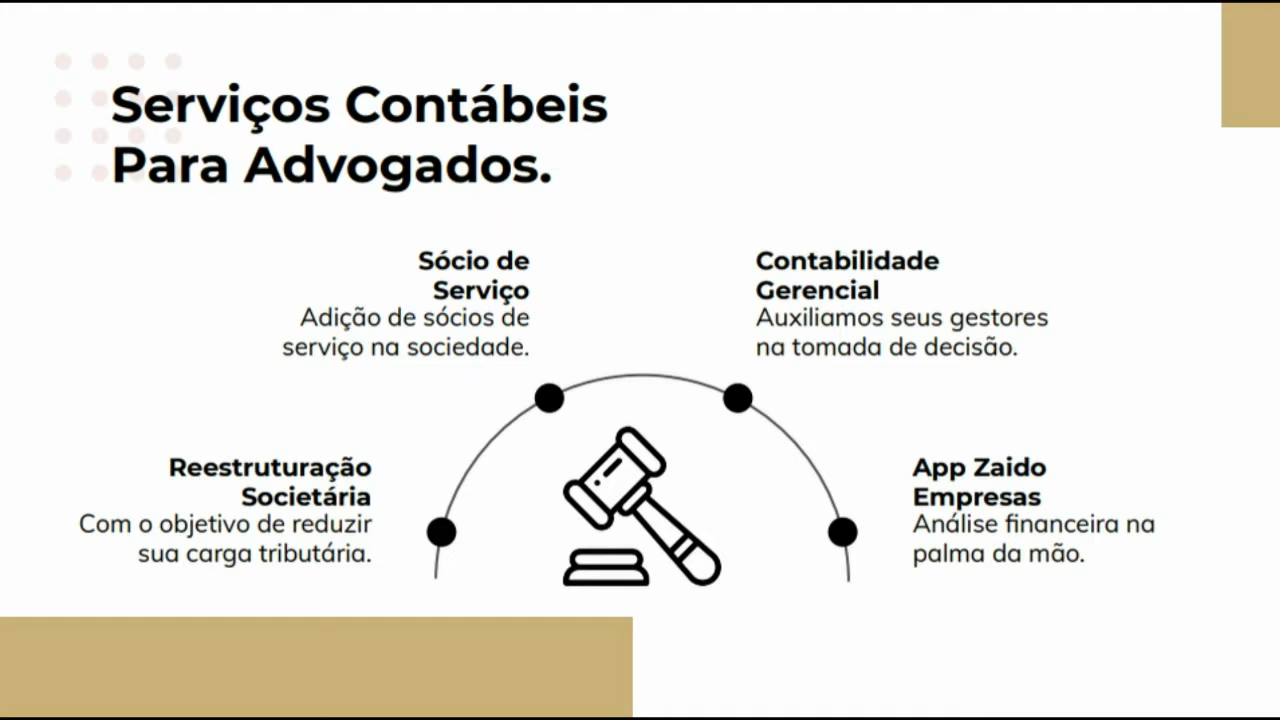 Serviços Contábeis
Para Advogados.
Sócio de
Serviço
Adição de sócios de
serviço na sociedade.
Contabilidade
Gerencial
Auxiliamos seus gestores
na tomada de decisão.
Reestruturação
Societária
Com o objetivo de reduzir
sua carga tributária.
App Zaido
Empresas
Análise financeira na
palma da mão.